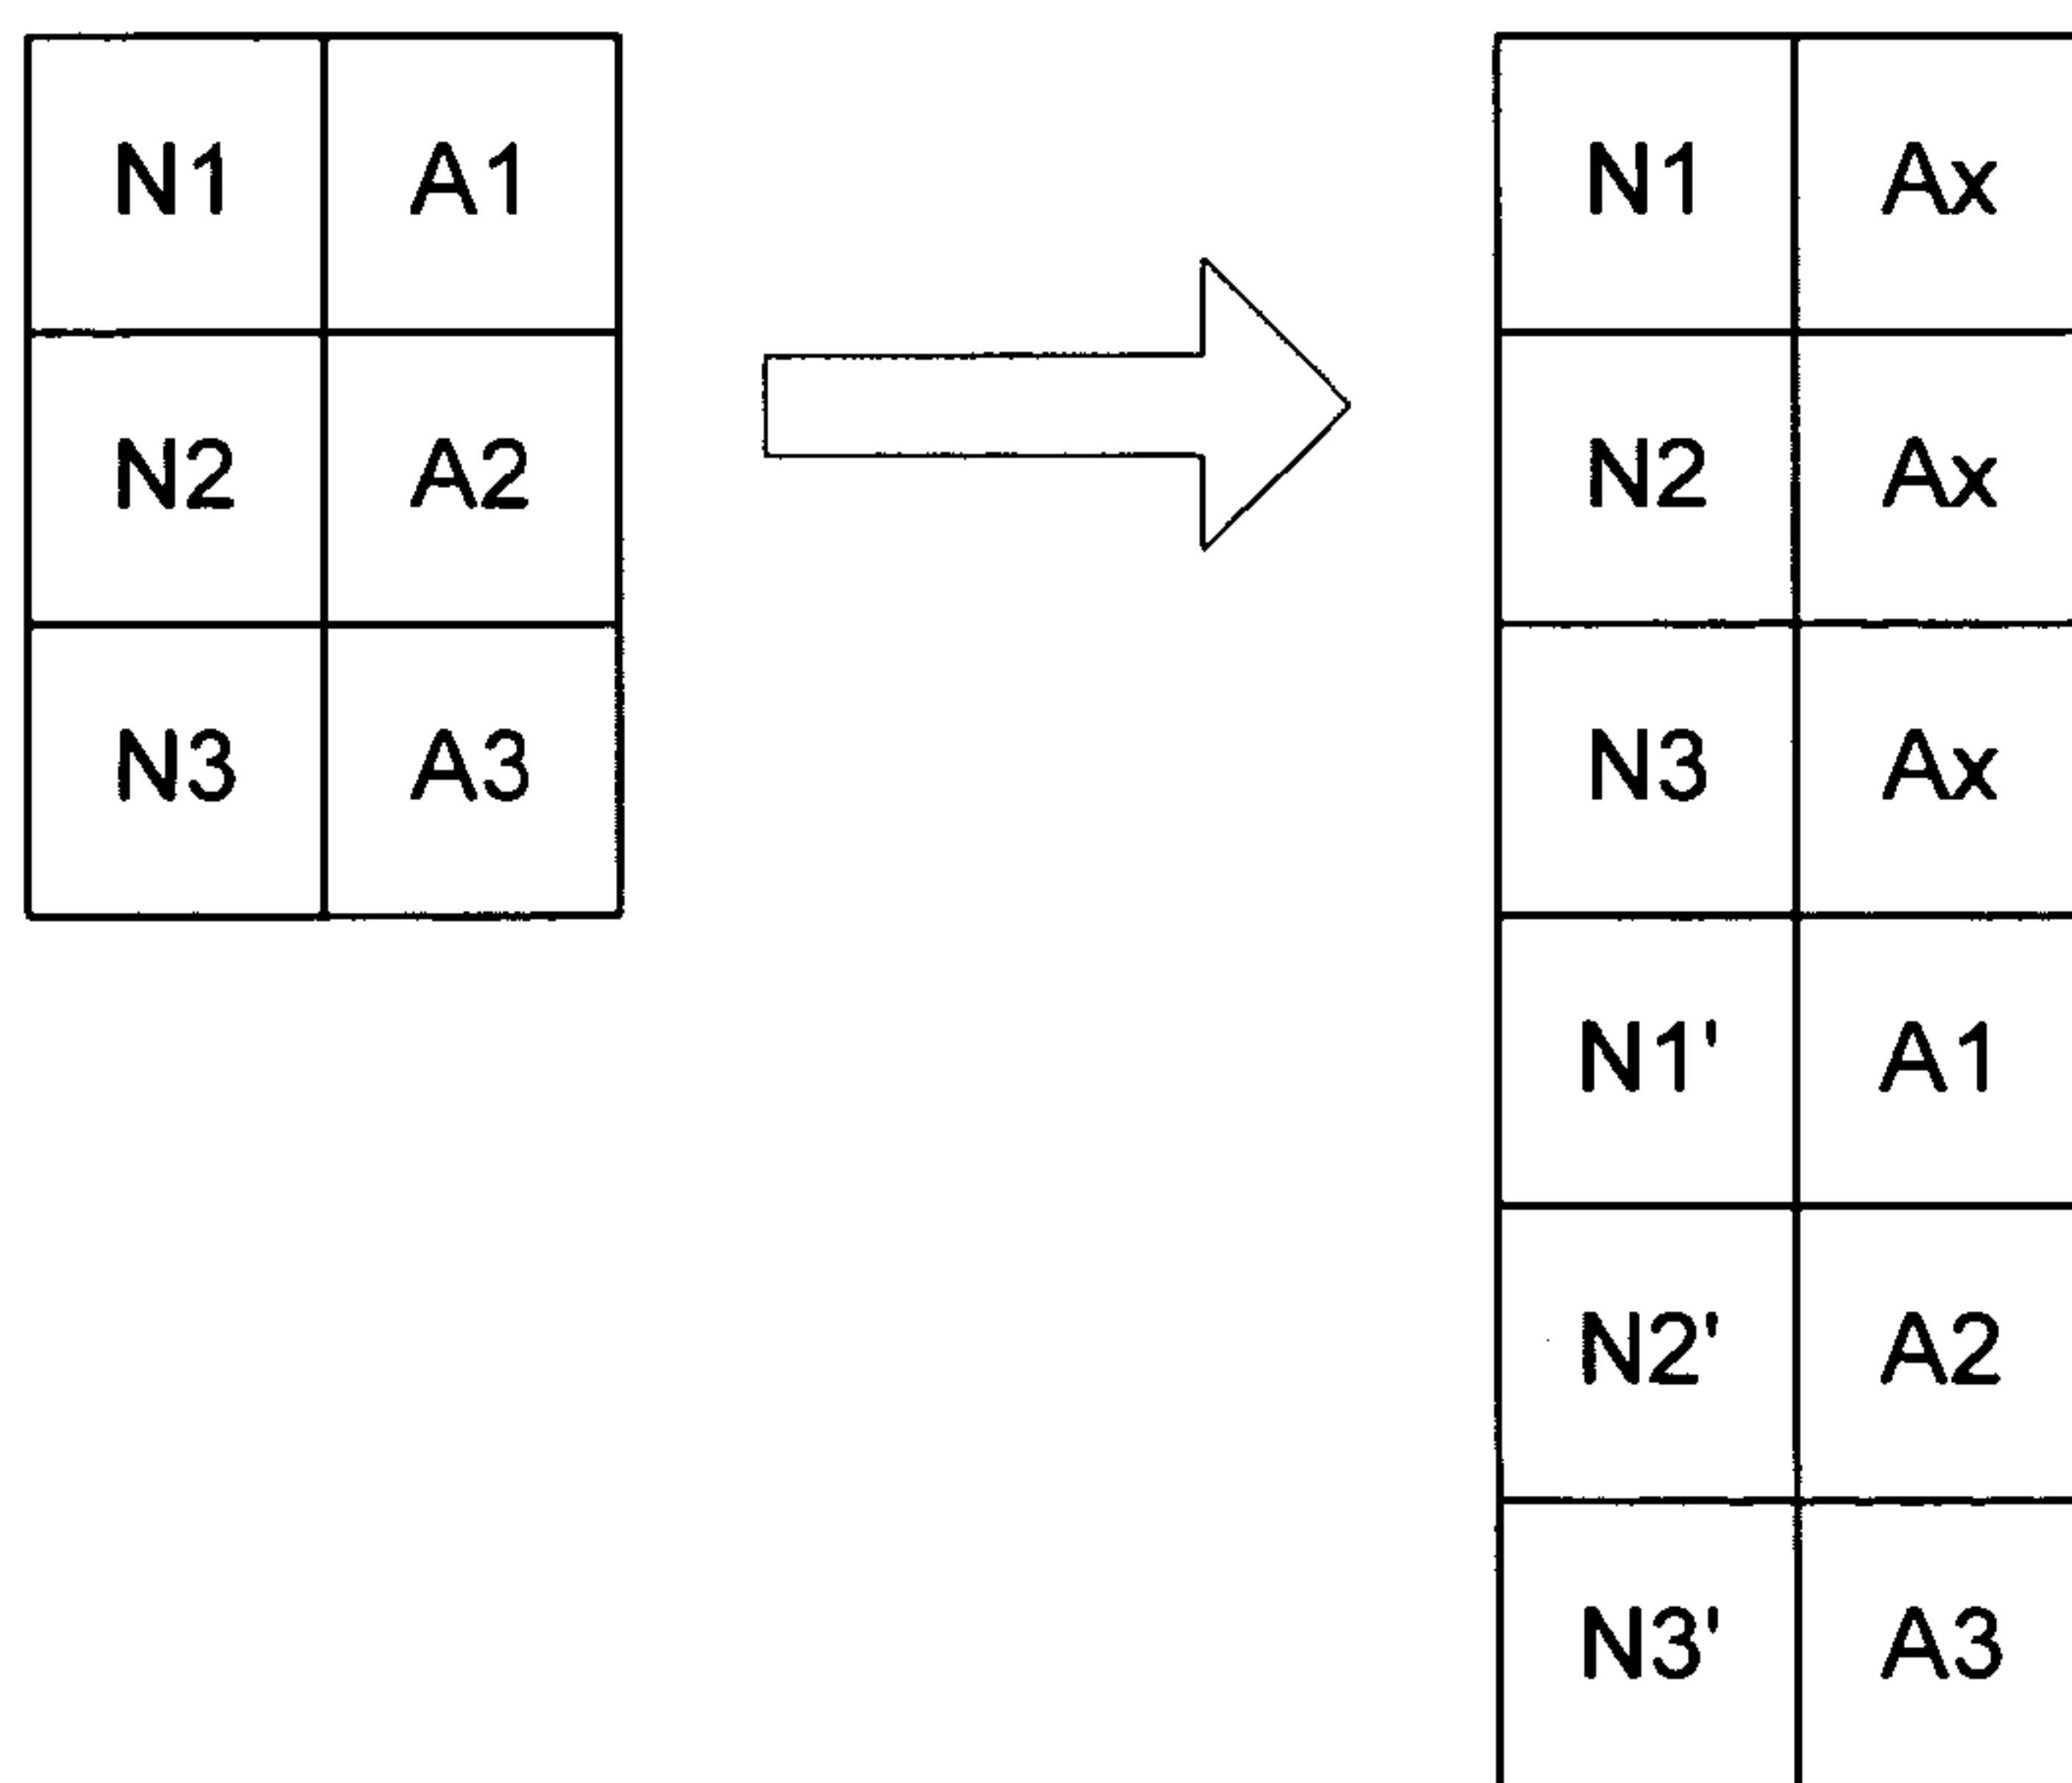 N1 A1
N2 A2
N3 A3
N1 Ax
N2 Ax
N3 Ax
N1' A1
N2' A2
N3' A3